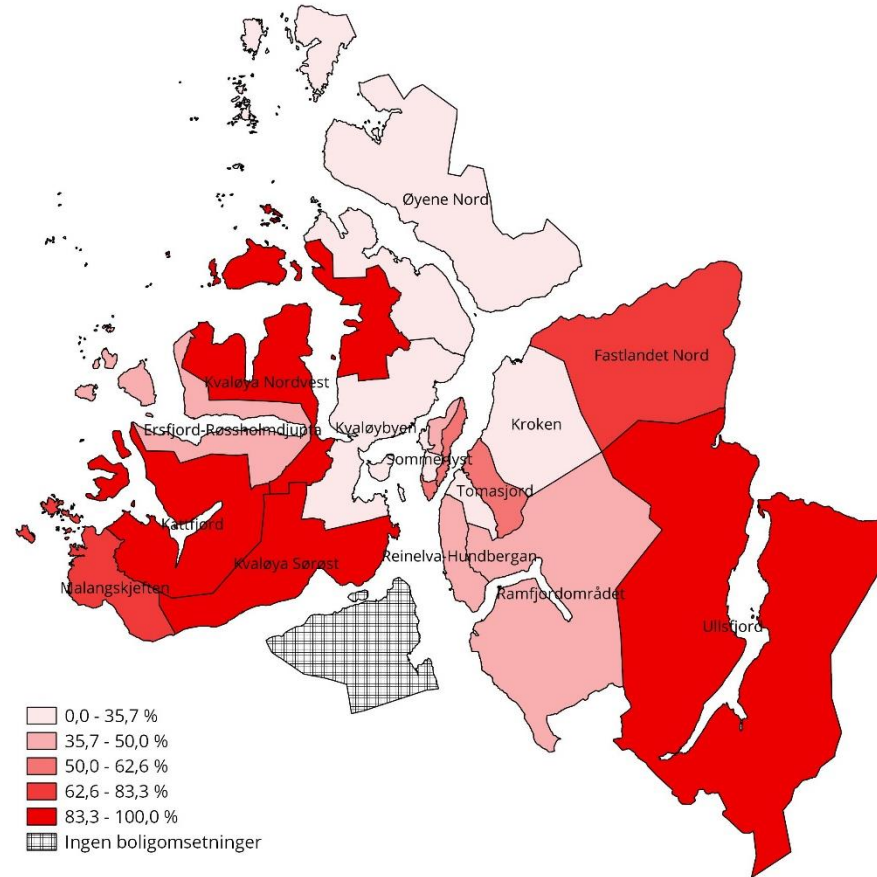 Øyene Nord
Fastlandet Nord
Kvaløya Nordvest
Ersfjord-Røssholmdjupta
Kvaløybyen
Kroken
Sommerlyst
Tomasjord
Kattfjord
Kvaløya Sørøst
Reinelva-Hundbergan
Malangskjeften
Ramfjordområdet
Ullsfjord
0,0 - 35,7 %
35,7 - 50,0 %
50,0 - 62,6 %
62,6 - 83,3 %
83,3 - 100,0 %
Ingen boligomsetninger